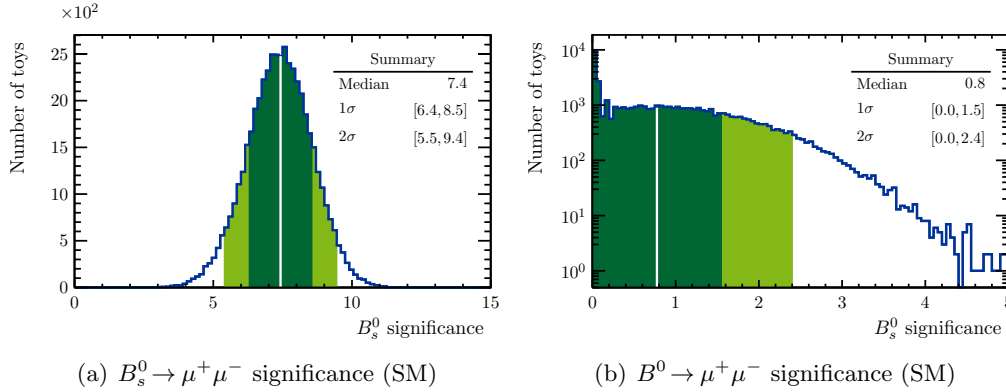 ×10²
25
20
15
10
5
0
Number of toys
Summary
Median 7.4
1σ [6.4,8.5]
2σ [5.5,9.4]
0 5 10 15
B⁰ₛ significance
(a) B⁰ₛ → μ⁺μ⁻ significance (SM)
10⁴
10³
10²
10¹
10⁰
Number of toys
Summary
Median 0.8
1σ [0.0,1.5]
2σ [0.0,2.4]
0 1 2 3 4 5
B⁰ₛ significance
(b) B⁰ → μ⁺μ⁻ significance (SM)